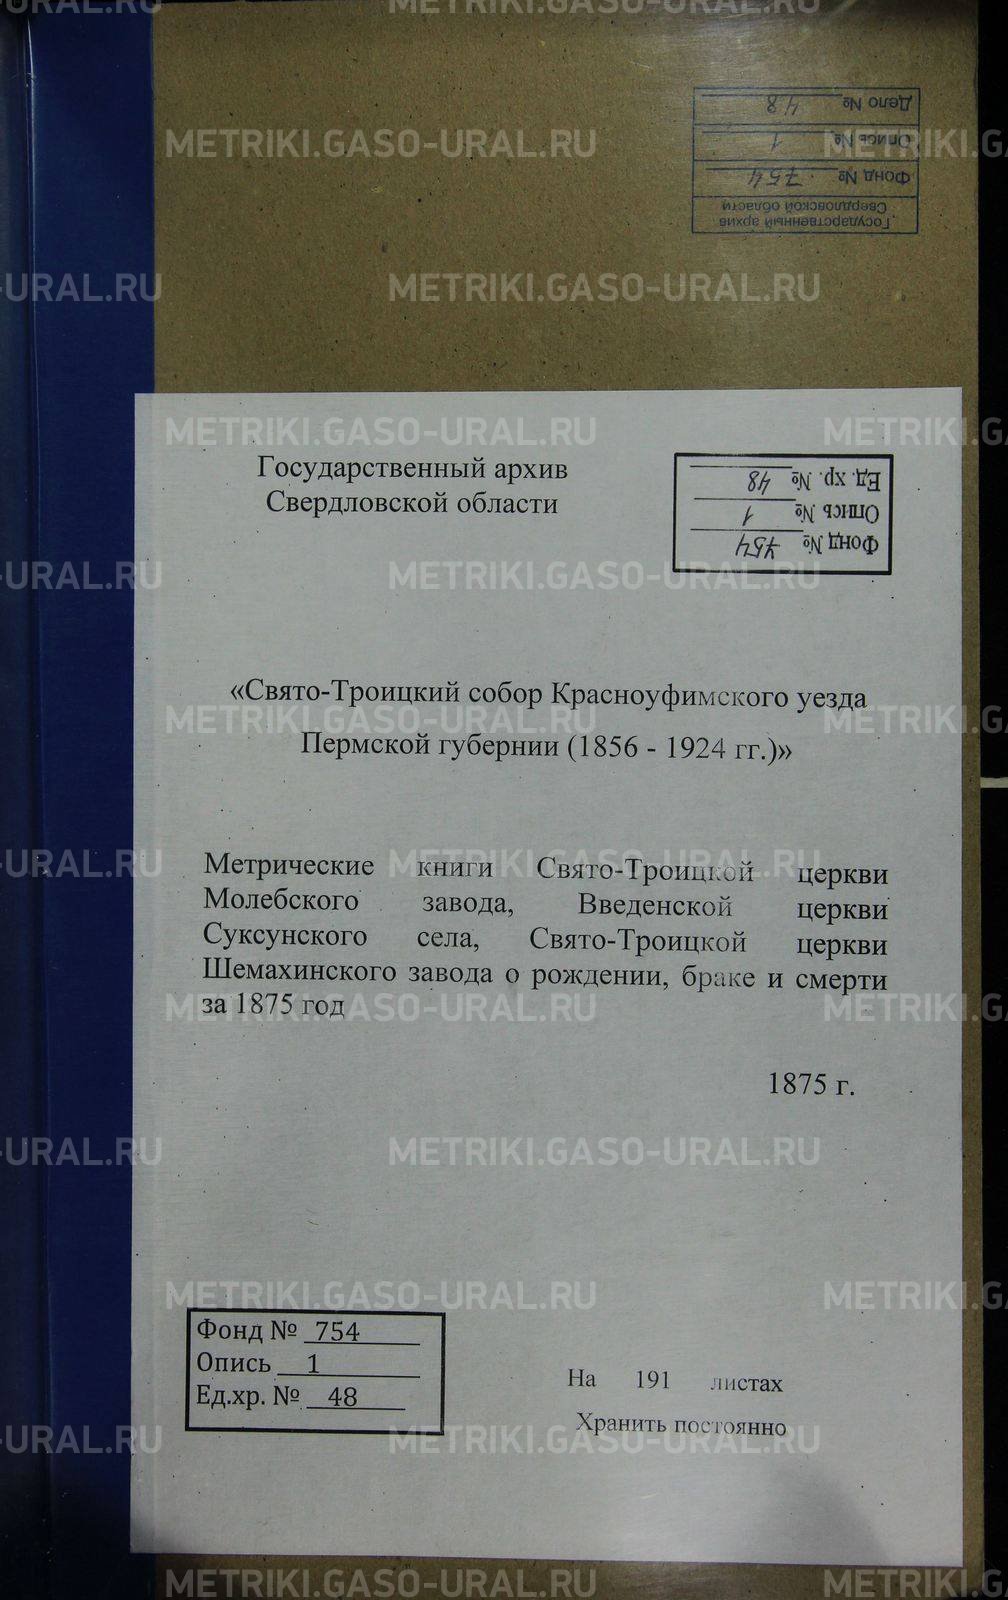 Государственный архив
Свердловской области
Фонд № 754
Опись № 1
Дело № 48
Государственный архив
Свердловской области
Фонд № 754
Опись № 1
Ед. хр. № 48
«Свято-Троицкий собор Красноуфимского уезда
Пермской губернии (1856 - 1924 гг.)»
Метрические книги Свято-Троицкой церкви
Молебского завода, Введенской церкви
Суксунского села, Свято-Троицкой церкви
Шемахинского завода о рождении, браке и смерти
за 1875 год
1875 г.
Фонд № 754
Опись 1
Ед.хр. № 48
На 191 листах
Хранить постоянно
METRIKI.GASO-URAL.RU